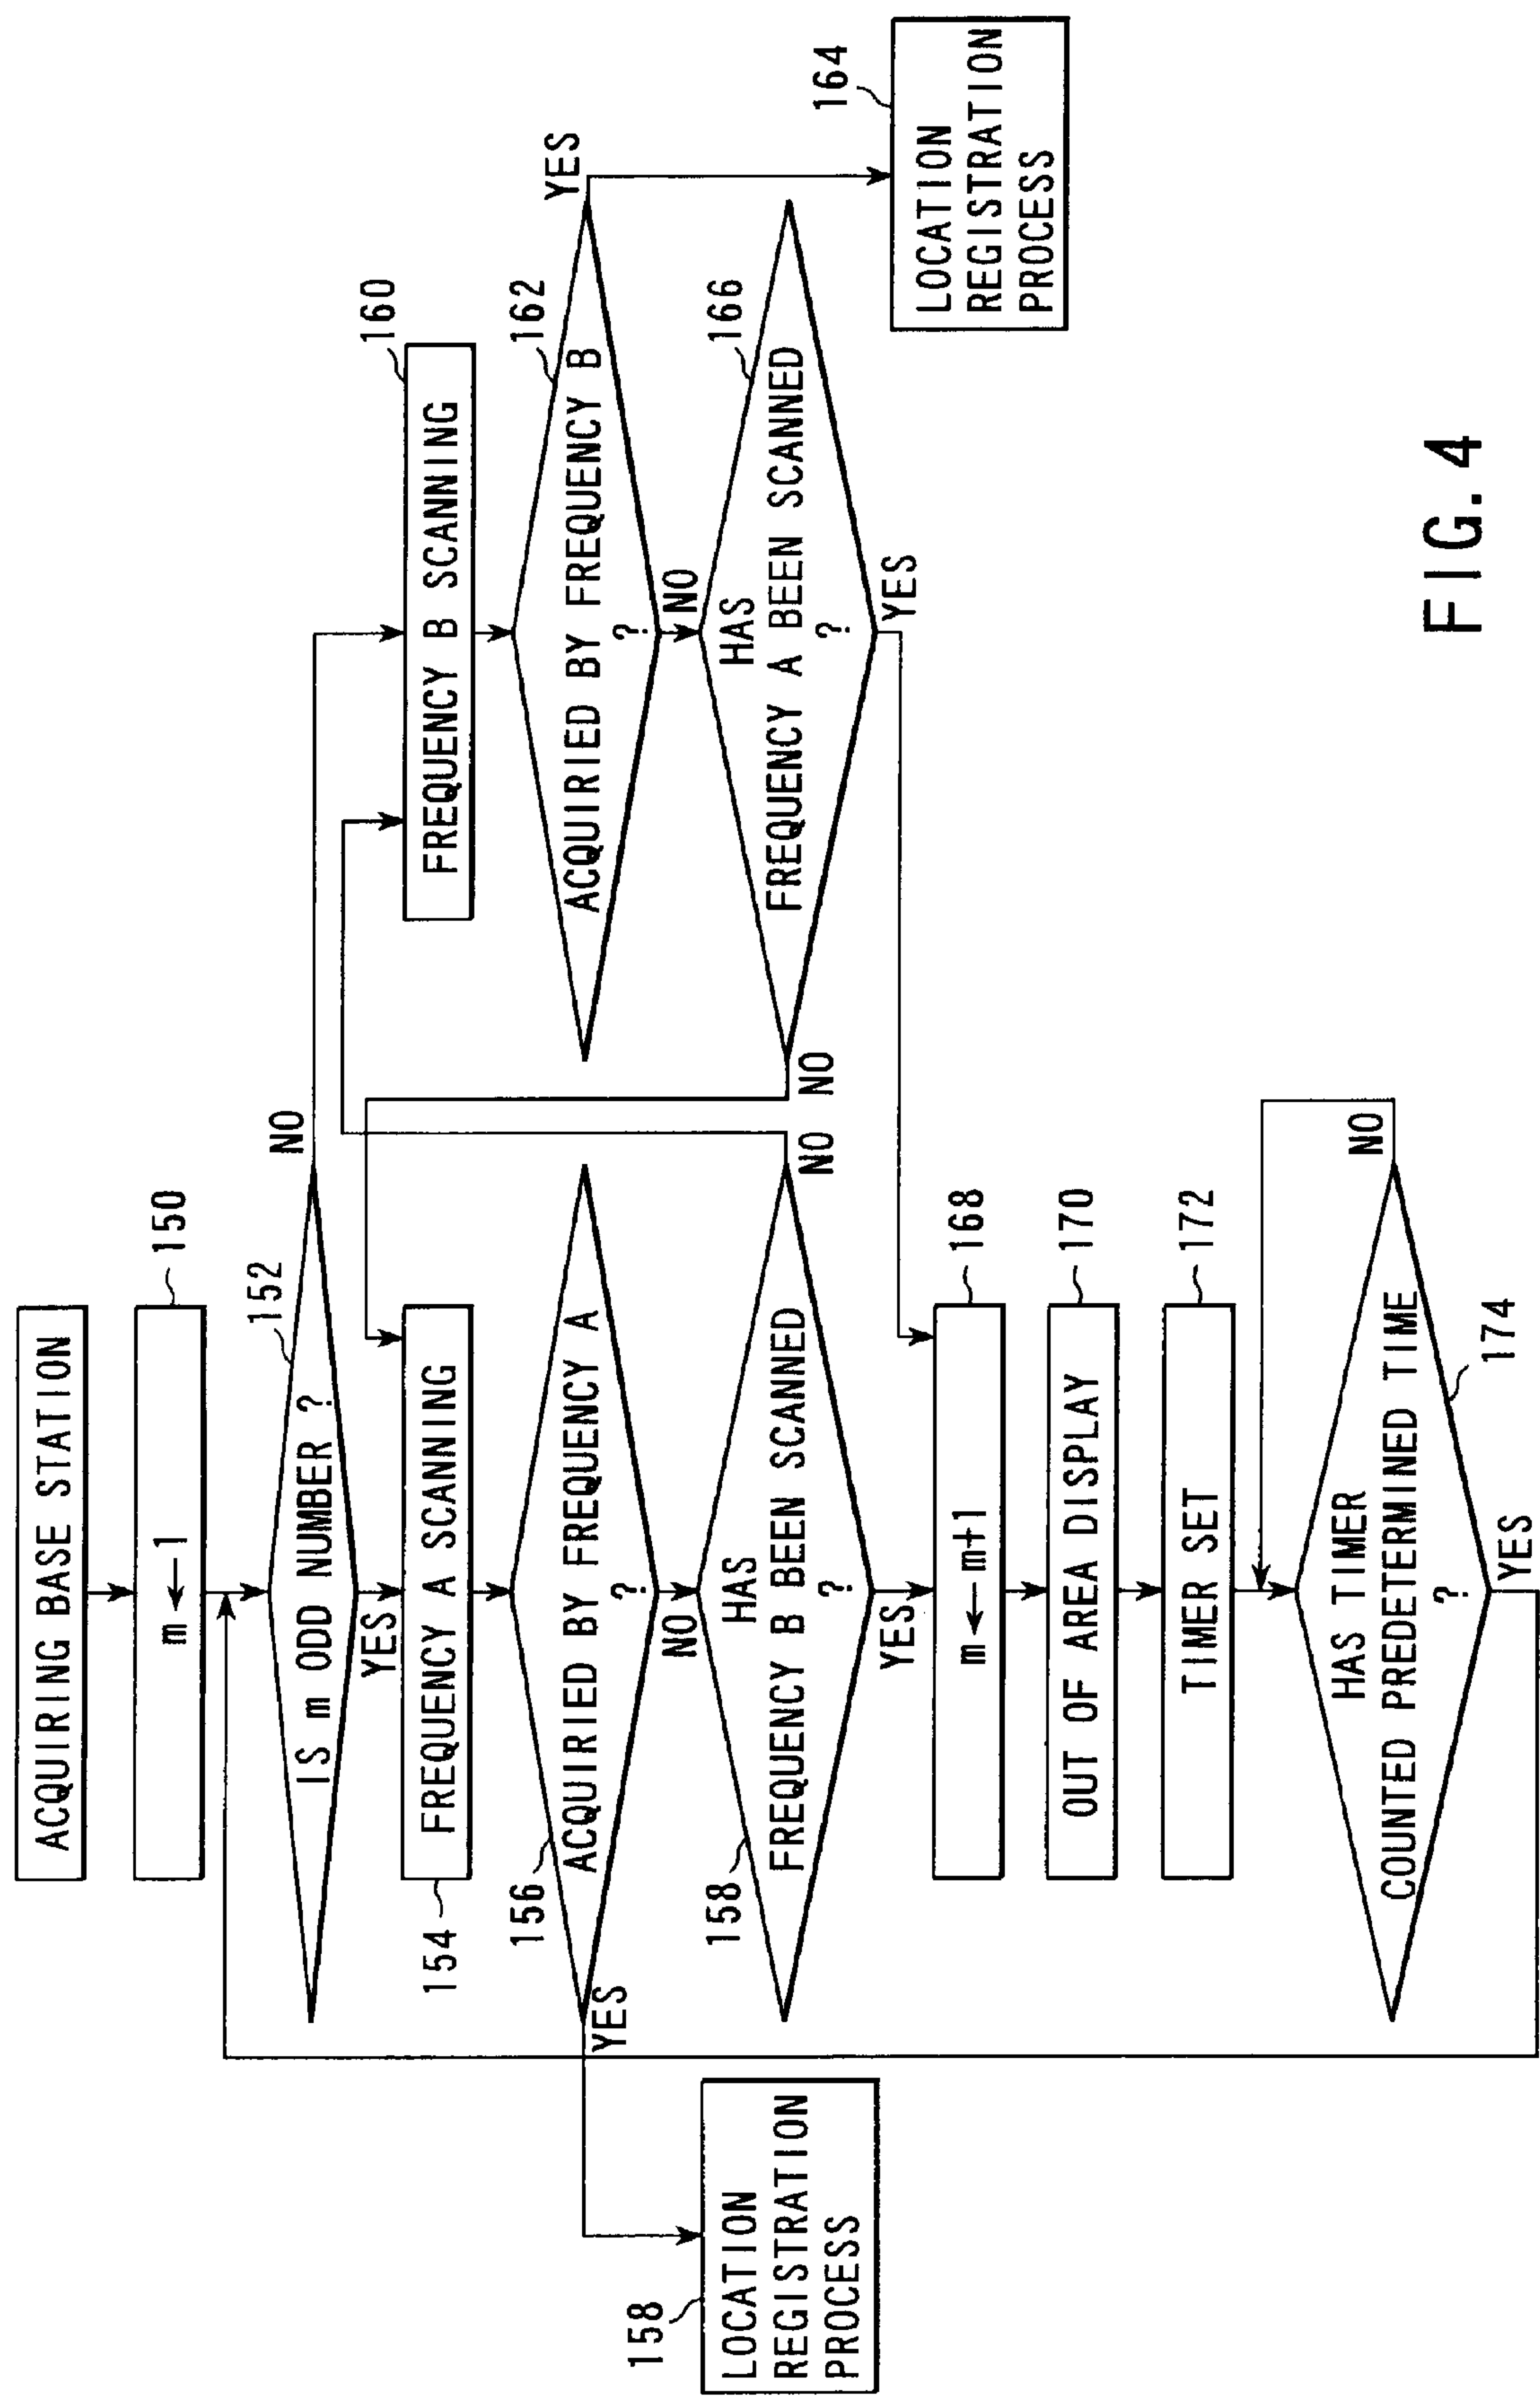 ACQUIRING BASE STATION
150
m←1
152
IS m ODD NUMBER ?
NO
YES
154
FREQUENCY A SCANNING
160
FREQUENCY B SCANNING
156
ACQUIRIED BY FREQUENCY A
?
YES
NO
162
ACQUIRIED BY FREQUENCY B
?
YES
NO
158
LOCATION
REGISTRATION
PROCESS
158
HAS
FREQUENCY B BEEN SCANNED
?
NO
YES
166
HAS
FREQUENCY A BEEN SCANNED
?
NO
YES
164
LOCATION
REGISTRATION
PROCESS
168
m←m+1
170
OUT OF AREA DISPLAY
172
TIMER SET
HAS TIMER
COUNTED PREDETERMINED TIME
?
NO
174
YES
FIG. 4